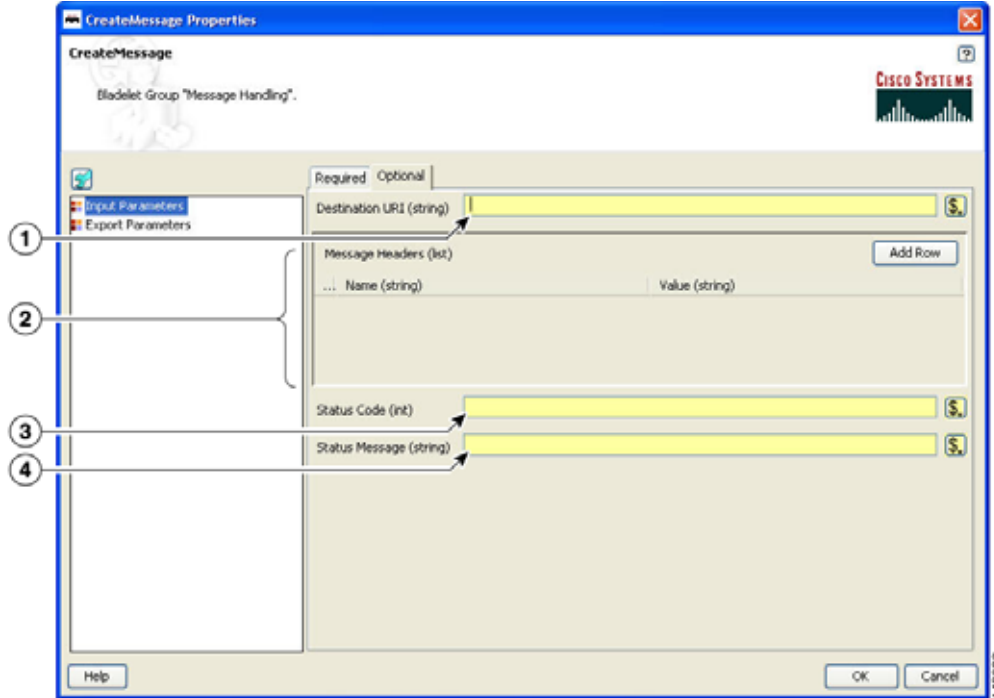 CreateMessage Properties
CreateMessage
Bladelet Group "Message Handling".
CISCO SYSTEMS
Required Optional
Input Parameters
Export Parameters
Destination URI (string)
$.
1
Message Headers (list)
Add Row
... Name (string) Value (string)
2
Status Code (int)
$.
3
Status Message (string)
$.
4
Help
OK
Cancel